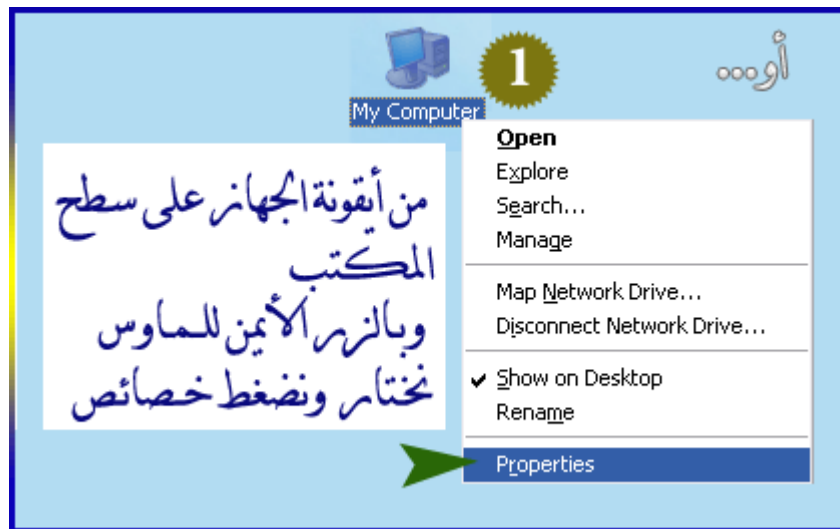 أو...
1
My Computer
من أيقونة الجهاز على سطح
المكتب
وبالزر الأيمن للماوس
نختار ونضغط خصائص
Open
Explore
Search...
Manage
Map Network Drive...
Disconnect Network Drive...
Show on Desktop
Rename
Properties